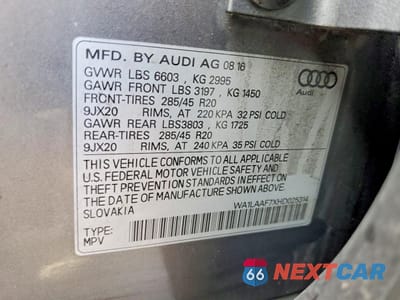 MFD. BY AUDI AG 08 16
GVWR LBS 6603 , KG 2995
GAWR FRONT LBS 3197 , KG 1450
FRONT-TIRES 285/45 R20
9JX20 RIMS, AT 220 KPA 32 PSI COLD
GAWR REAR LBS3803 , KG 1725
REAR-TIRES 285/45 R20
9JX20 RIMS, AT 240 KPA 35 PSI COLD
THIS VEHICLE CONFORMS TO ALL APPLICABLE
U.S. FEDERAL MOTOR VEHICLE SAFETY AND
THEFT PREVENTION STANDARDS IN EFFECT ON
THE DATE OF MANUFACTURE SHOWN ABOVE.
SLOVAKIA
WA1LAAF7XHD025314
TYPE:
MPV
Audi
66 NEXTCAR